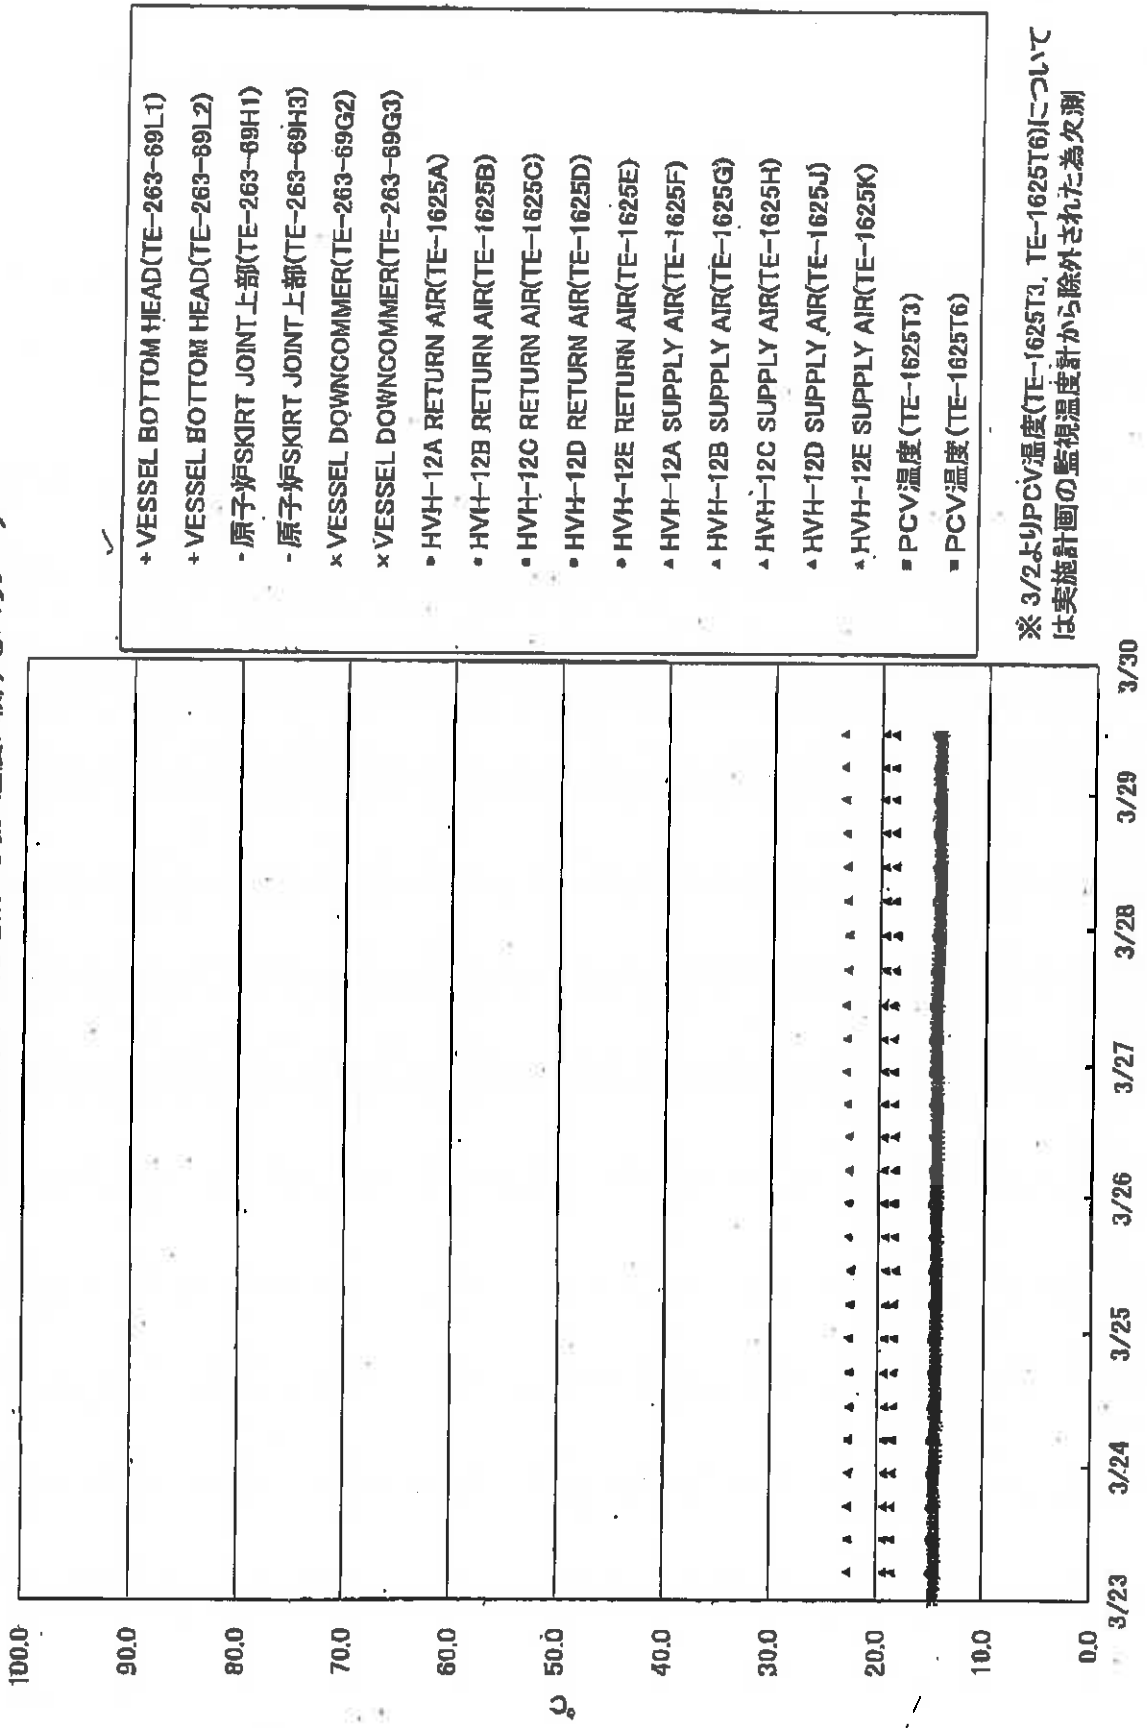 100.0
90.0
80.0
70.0
60.0
50.0
40.0
30.0
20.0
10.0
0.0
℃
3/23 3/24 3/25 3/26 3/27 3/28 3/29 3/30
+ VESSEL BOTTOM HEAD(TE-263-69L1)
+ VESSEL BOTTOM HEAD(TE-263-69L2)
- 原子炉SKIRT JOINT上部(TE-263-69H1)
- 原子炉SKIRT JOINT上部(TE-263-69H3)
× VESSEL DOWNCOMMER(TE-263-69G2)
× VESSEL DOWNCOMMER(TE-263-69G3)
● HVH-12A RETURN AIR(TE-1625A)
● HVH-12B RETURN AIR(TE-1625B)
● HVH-12C RETURN AIR(TE-1625C)
● HVH-12D RETURN AIR(TE-1625D)
● HVH-12E RETURN AIR(TE-1625E)
▲ HVH-12A SUPPLY AIR(TE-1625F)
▲ HVH-12B SUPPLY AIR(TE-1625G)
▲ HVH-12C SUPPLY AIR(TE-1625H)
▲ HVH-12D SUPPLY AIR(TE-1625J)
▲ HVH-12E SUPPLY AIR(TE-1625K)
■ PCV温度(TE-1625T3)
■ PCV温度(TE-1625T6)
※ 3/2よりPCV温度(TE-1625T3, TE-1625T6)について
は実施計画の監視温度計から除外された為欠測